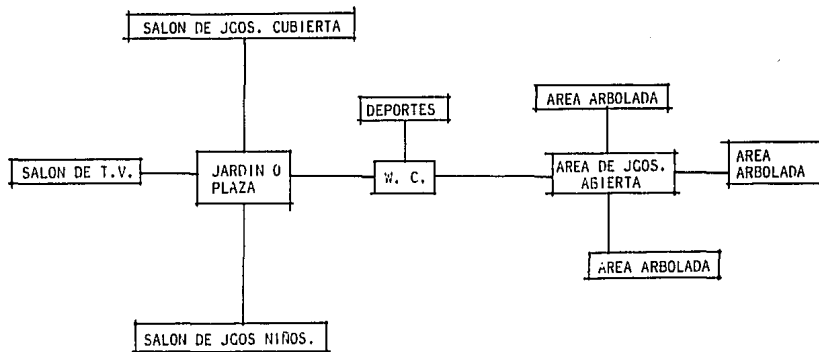 SALON DE JGOS. CUBIERTA
DEPORTES
AREA ARBOLADA
SALON DE T.V.
JARDIN O
PLAZA
W. C.
AREA DE JGOS.
ABIERTA
AREA
ARBOLADA
AREA ARBOLADA
SALON DE JGOS NIÑOS.